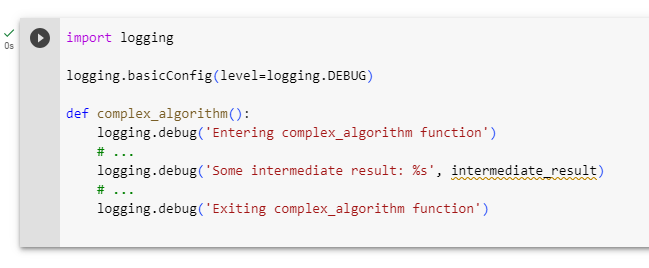 0s
import logging
logging.basicConfig(level=logging.DEBUG)
def complex_algorithm():
    logging.debug('Entering complex_algorithm function')
    # ...
    logging.debug('Some intermediate result: %s', intermediate_result)
    # ...
    logging.debug('Exiting complex_algorithm function')